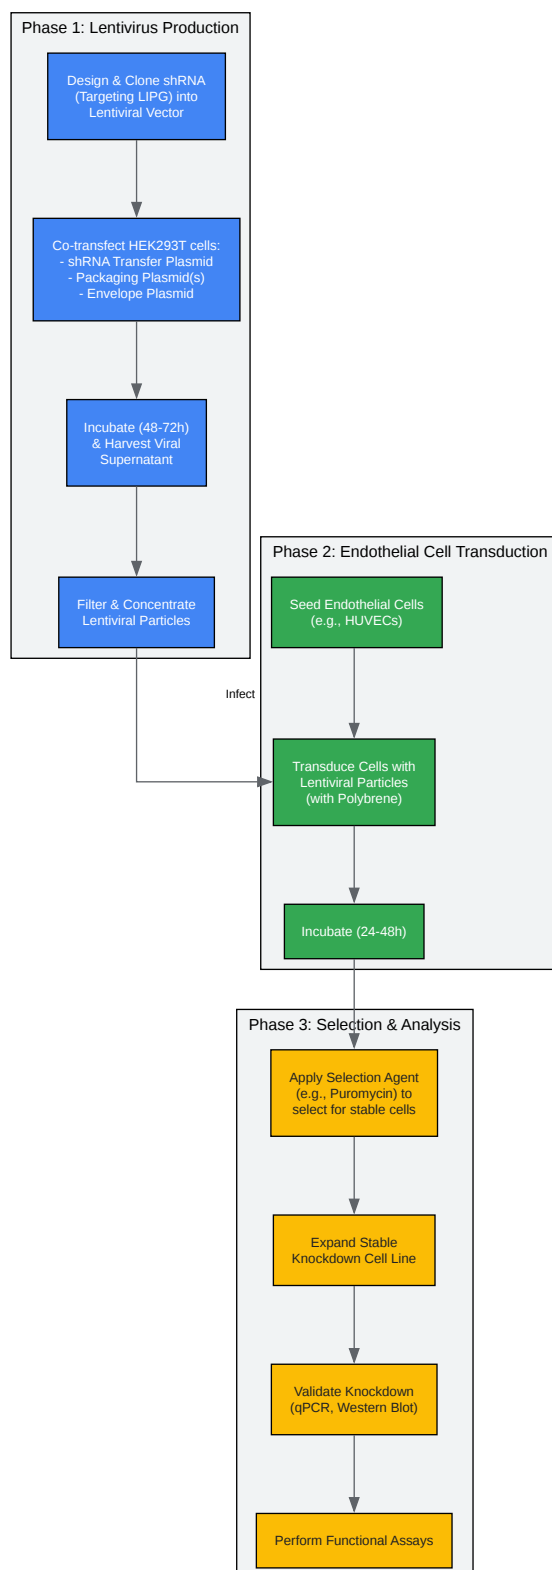 Phase 1: Lentivirus Production
Design & Clone shRNA
(Targeting LIPG) into
Lentiviral Vector
Co-transfect HEK293T cells:
- shRNA Transfer Plasmid
- Packaging Plasmid(s)
- Envelope Plasmid
Incubate (48-72h)
& Harvest Viral
Supernatant
Filter & Concentrate
Lentiviral Particles
Infect
Phase 2: Endothelial Cell Transduction
Seed Endothelial Cells
(e.g., HUVECs)
Transduce Cells with
Lentiviral Particles
(with Polybrene)
Incubate (24-48h)
Phase 3: Selection & Analysis
Apply Selection Agent
(e.g., Puromycin) to
select for stable cells
Expand Stable
Knockdown Cell Line
Validate Knockdown
(qPCR, Western Blot)
Perform Functional Assays